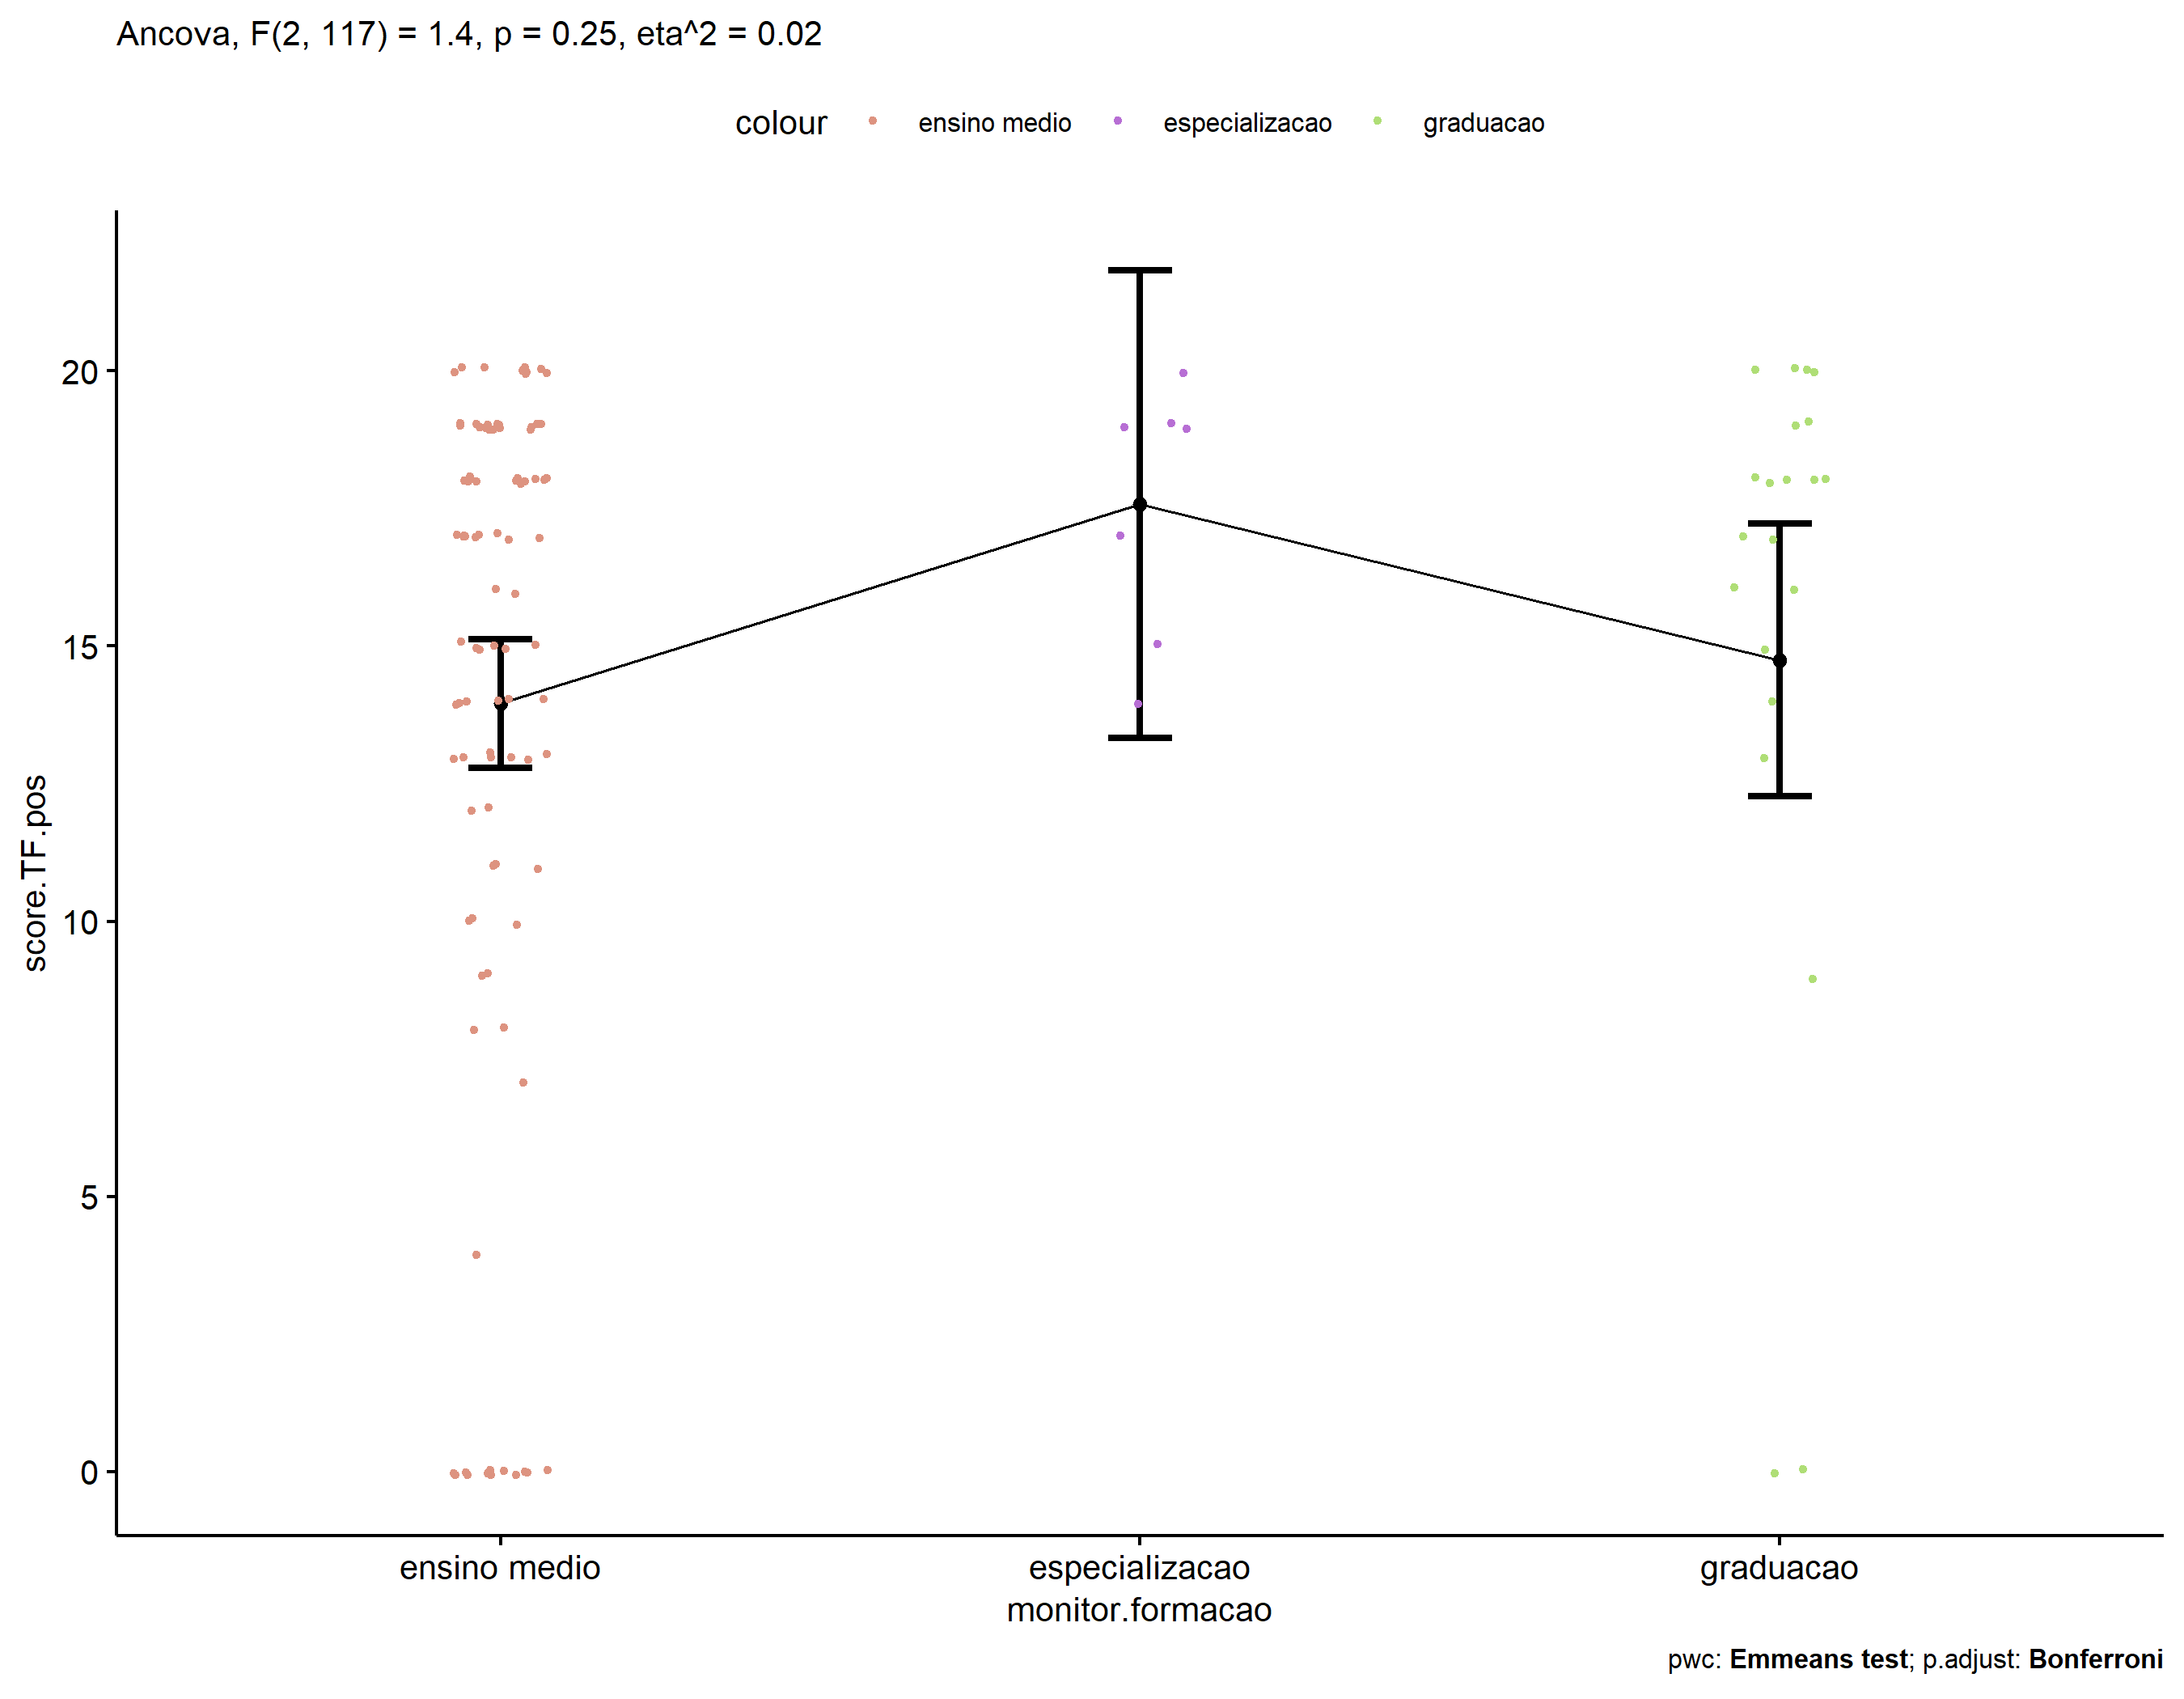 Ancova, F(2, 117) = 1.4, p = 0.25, eta^2 = 0.02
colour ensino medio especializacao graduacao
score.TF.pos
20
15
10
5
0
ensino medio especializacao graduacao
monitor.formacao
pwc: Emmeans test; p.adjust: Bonferroni